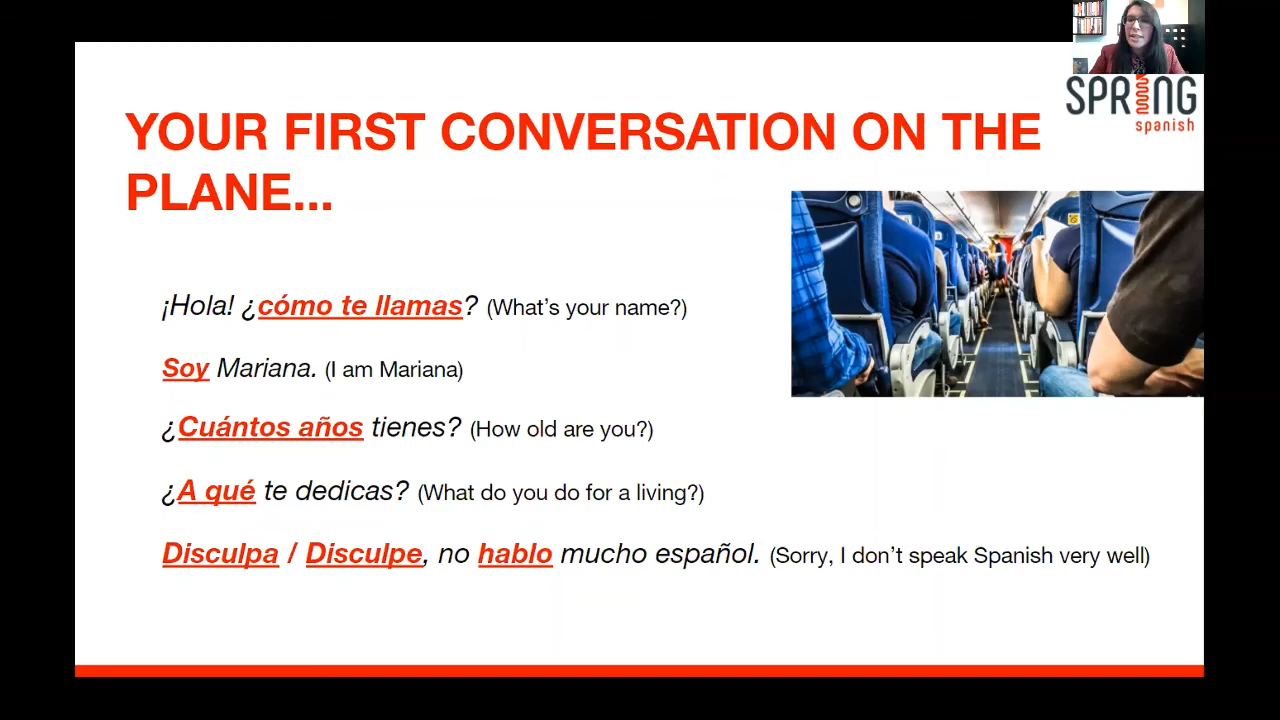 SPRING
spanish
YOUR FIRST CONVERSATION ON THE
PLANE...
¡Hola! ¿cómo te llamas? (What’s your name?)
Soy Mariana. (I am Mariana)
¿Cuántos años tienes? (How old are you?)
¿A qué te dedicas? (What do you do for a living?)
Disculpa / Disculpe, no hablo mucho español. (Sorry, I don’t speak Spanish very well)